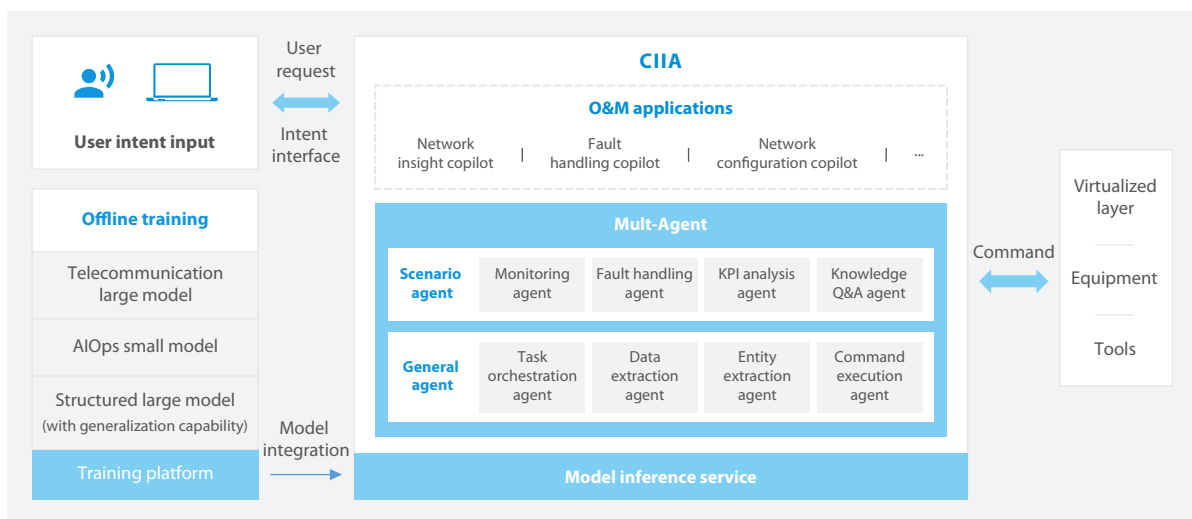 User intent input
User
request
Intent
interface
Offline training
Telecommunication
large model
AIOps small model
Structured large model
(with generalization capability)
Training platform
Model
integration
CIIA
O&M applications
Network
insight copilot
|
Fault
handling copilot
|
Network
configuration copilot
|
...
Mult-Agent
Scenario
agent
Monitoring
agent
Fault handling
agent
KPI analysis
agent
Knowledge
Q&A agent
General
agent
Task
orchestration
agent
Data
extraction
agent
Entity
extraction
agent
Command
execution
agent
Model inference service
Command
Virtualized
layer
Equipment
Tools